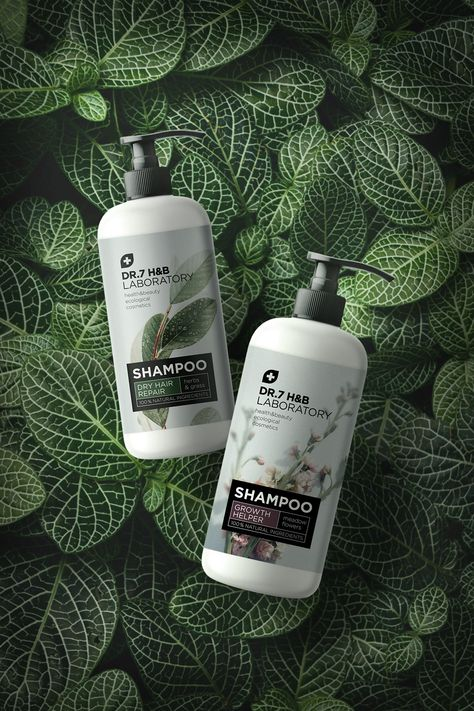 DR.7 H&B
LABORATORY
health&beauty
ecological
cosmetics
SHAMPOO
DRY HAIR
REPAIR
herbs
& grass
100% NATURAL INGREDIENTS
DR.7 H&B
LABORATORY
health&beauty
ecological
cosmetics
SHAMPOO
GROWTH
HELPER
meadow
flowers
100% NATURAL INGREDIENTS